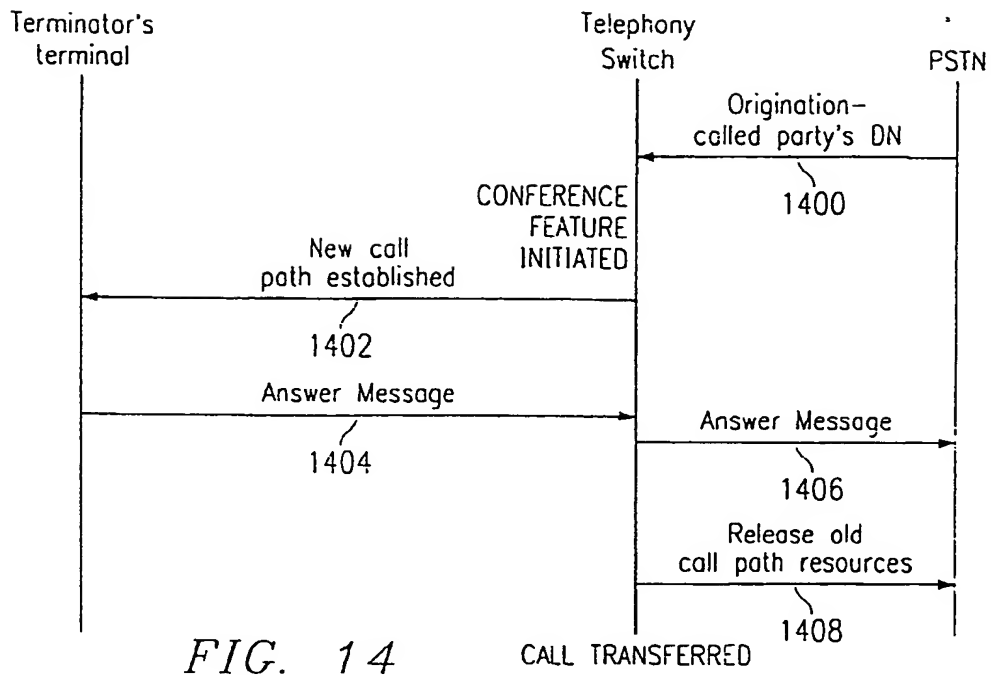 Terminator's
terminal
Telephony
Switch
PSTN
Origination-
called party's DN
1400
CONFERENCE
FEATURE
INITIATED
New call
path established
1402
Answer Message
1404
Answer Message
1406
Release old
call path resources
1408
FIG. 14
CALL TRANSFERRED